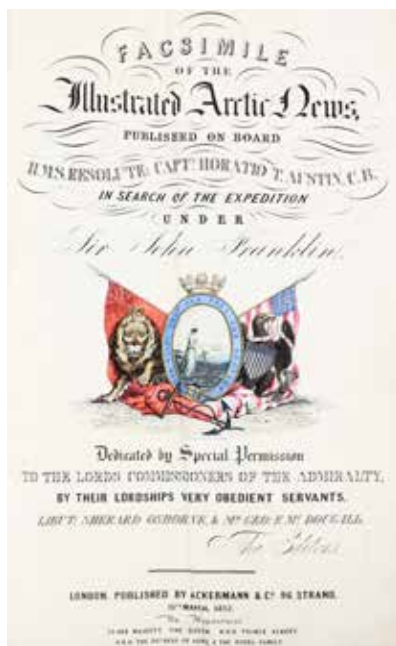 FACSIMILE
OF THE
Illustrated Arctic News,
PUBLISHED ON BOARD
H.M.S. RESOLUTE: CAPT. HORATIO T. AUSTIN, C.B.
IN SEARCH OF THE EXPEDITION
UNDER
Sir John Franklin.
Dedicated by Special Permission
TO THE LORDS COMMISSIONERS OF THE ADMIRALTY,
BY THEIR LORDSHIPS VERY OBEDIENT SERVANTS,
LIEUT. SHERARD OSBORNE, & MR. GEO: F. MC DOUGALL.
The Editors
LONDON. PUBLISHED BY ACKERMANN & CO. 96 STRAND.
15TH MARCH, 1852.
HER MAJESTY THE QUEEN H.R.H. PRINCE ALBERT
H.R.H. THE DUCHESS OF KENT & THE ROYAL FAMILY